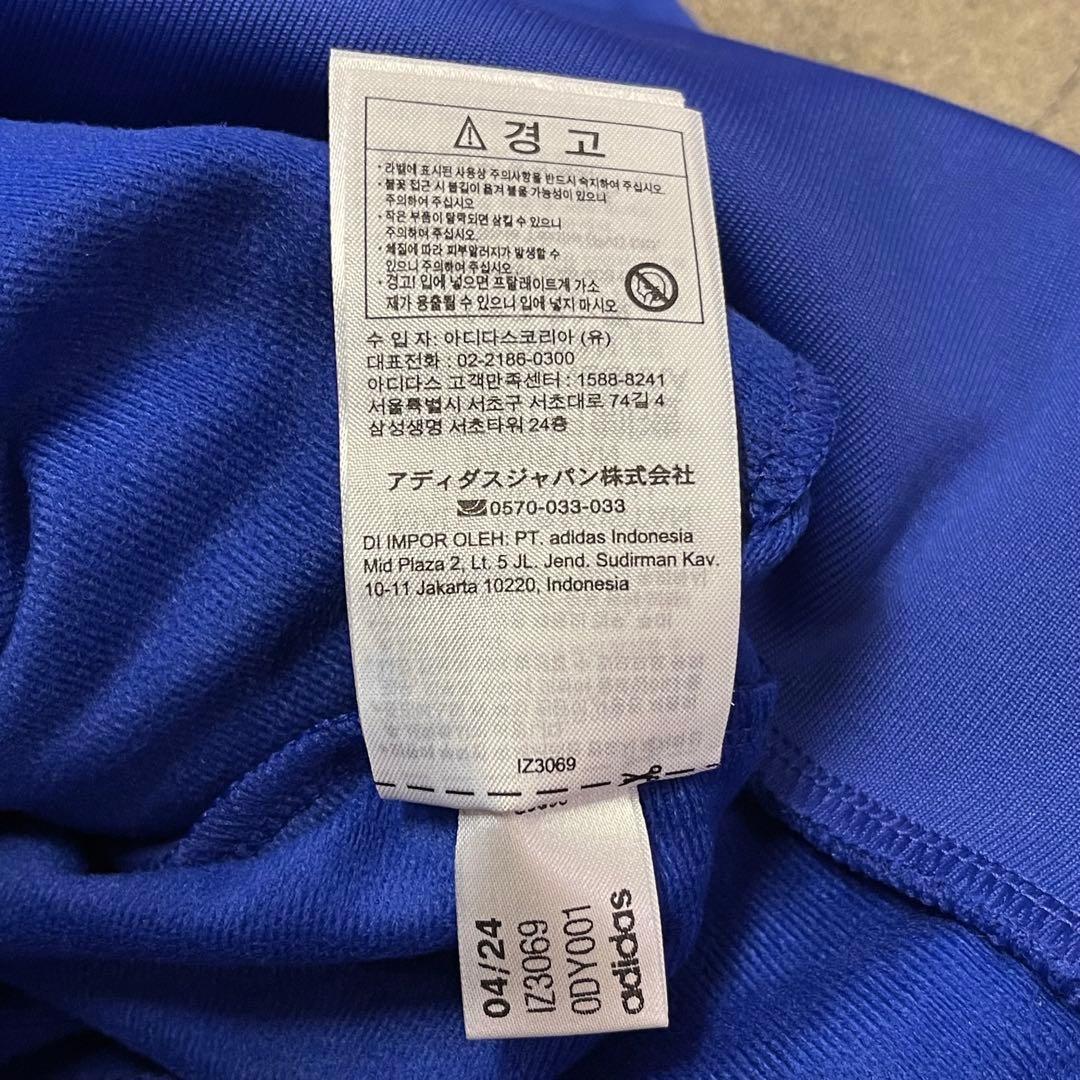 경고
· 라벨에 표시된 사용상 주의사항을 반드시 숙지하여 주십시오.
· 불꽃 접근 시 불길이 옮겨 붙을 가능성이 있으니
주의하여 주십시오
· 작은 부품이 탈락되면 삼킬 수 있으니
주의하여 주십시오.
· 체질에 따라 피부알러지가 발생할 수
있으니 주의하여 주십시오
· 경고! 입에 넣으면 프탈레이트계 가소
제가 용출될 수 있으니 입에 넣지 마시오
수 입 자: 아디다스코리아 (유)
대표전화 : 02-2186-0300
아디다스 고객만족센터 : 1588-8241
서울특별시 서초구 서초대로 74길 4
삼성생명 서초타워 24층
アディダスジャパン株式会社
0570-033-033
DI IMPOR OLEH: PT. adidas Indonesia
Mid Plaza 2, Lt. 5 JL. Jend. Sudirman Kav.
10-11 Jakarta 10220, Indonesia
IZ3069
04/24
IZ3069
0DY001
adidas